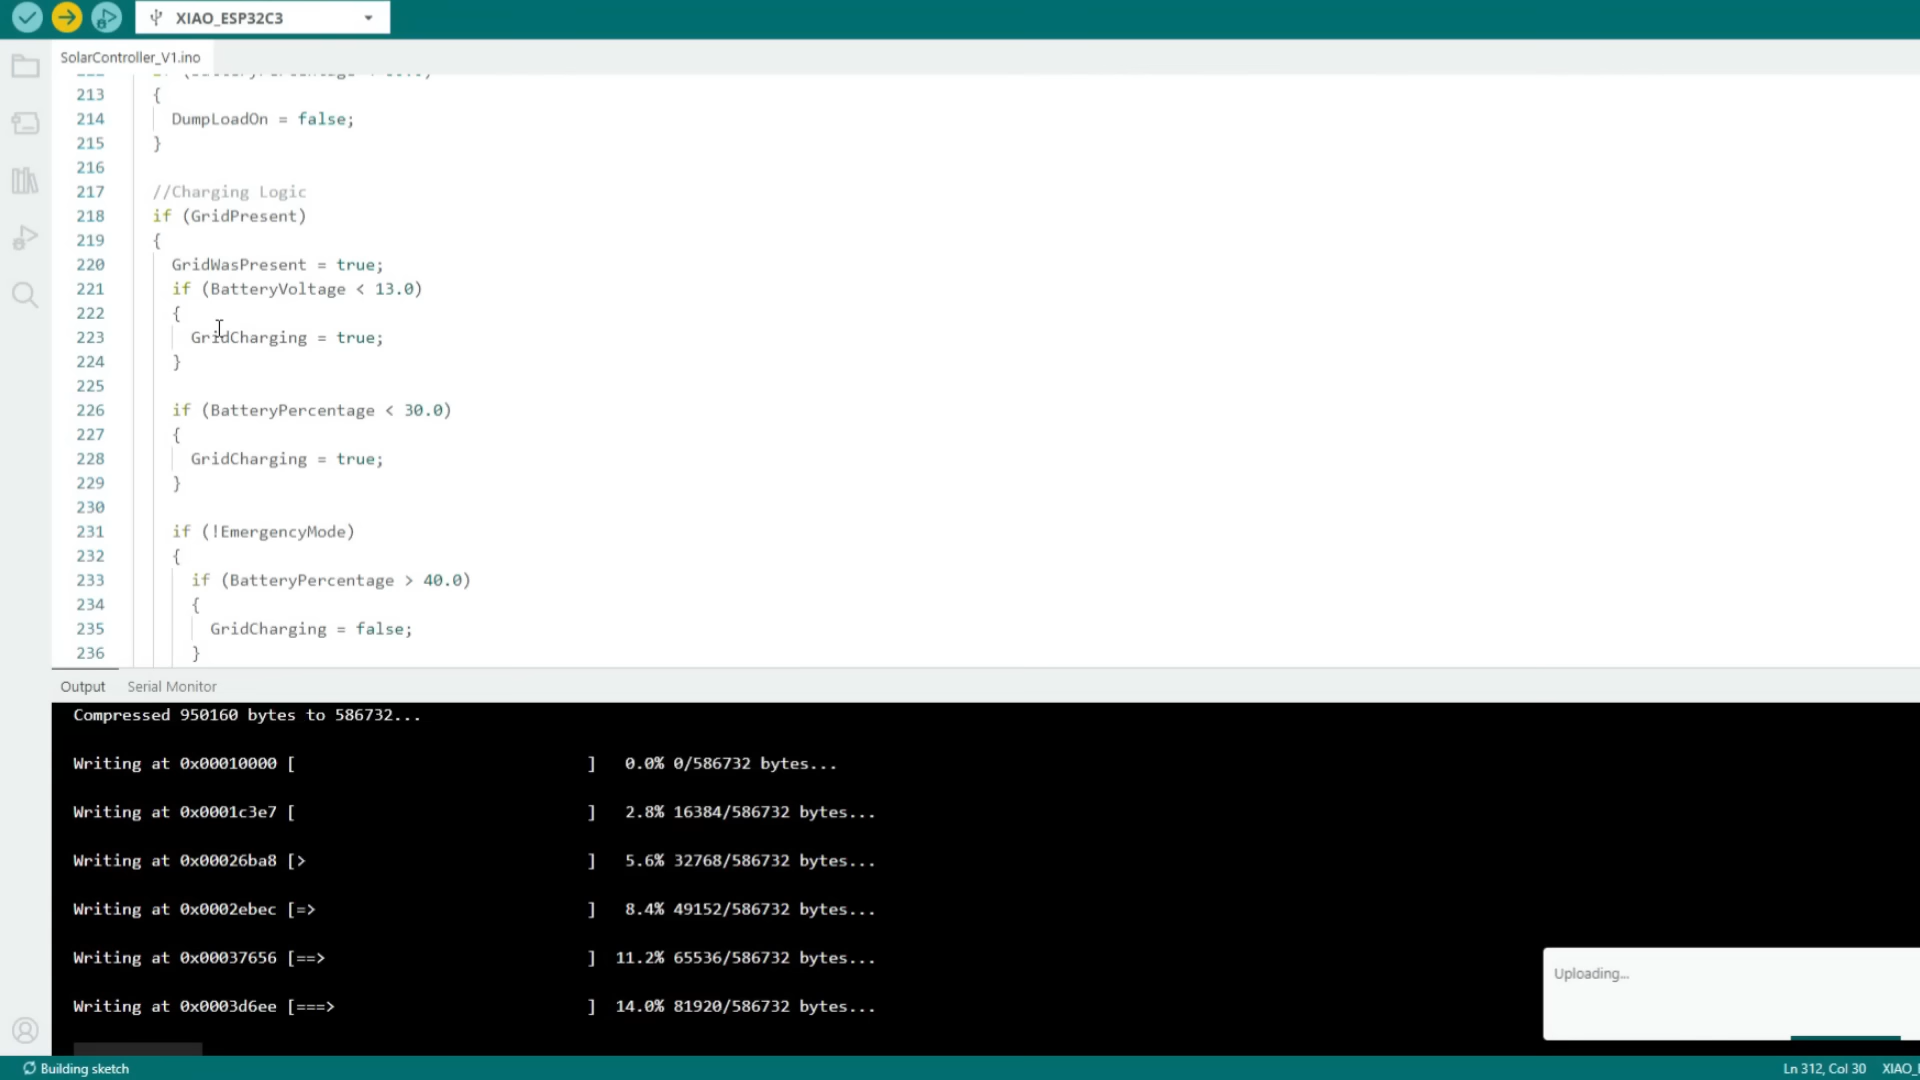 XIAO_ESP32C3
SolarController_V1.ino
213 {
214 DumpLoadOn = false;
215 }
216
217 //Charging Logic
218 if (GridPresent)
219 {
220 GridWasPresent = true;
221 if (BatteryVoltage < 13.0)
222 {
223 GridCharging = true;
224 }
225
226 if (BatteryPercentage < 30.0)
227 {
228 GridCharging = true;
229 }
230
231 if (!EmergencyMode)
232 {
233 if (BatteryPercentage > 40.0)
234 {
235 GridCharging = false;
236 }
Output Serial Monitor
Compressed 950160 bytes to 586732...
Writing at 0x00010000 [ ] 0.0% 0/586732 bytes...
Writing at 0x0001c3e7 [ ] 2.8% 16384/586732 bytes...
Writing at 0x00026ba8 [> ] 5.6% 32768/586732 bytes...
Writing at 0x0002ebec [=> ] 8.4% 49152/586732 bytes...
Writing at 0x00037656 [==> ] 11.2% 65536/586732 bytes...
Writing at 0x0003d6ee [===> ] 14.0% 81920/586732 bytes...
Uploading...
Building sketch
Ln 312, Col 30 XIAO_